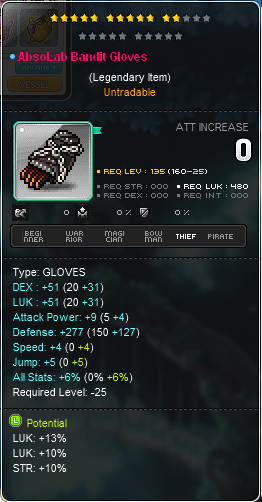 AbsoLab Bandit Gloves
(Legendary Item)
Untradable
ATT INCREASE
0
REQ LEV : 135 (160-25)
REQ STR : 000 REQ LUK : 480
REQ DEX : 000 REQ INT : 000
0 0 % 0 %
BEGINNER WARRIOR MAGICIAN BOWMAN THIEF PIRATE
Type: GLOVES
DEX : +51 (20 +31)
LUK : +51 (20 +31)
Attack Power: +9 (5 +4)
Defense: +277 (150 +127)
Speed: +4 (0 +4)
Jump: +5 (0 +5)
All Stats: +6% (0% +6%)
Required Level: -25
L Potential
LUK: +13%
LUK: +10%
STR: +10%